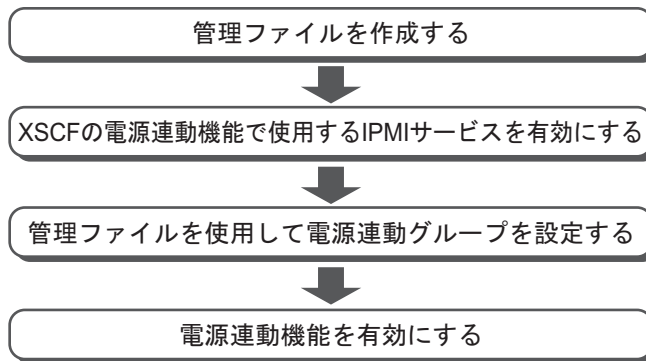 管理ファイルを作成する
XSCFの電源連動機能で使用するIPMIサービスを有効にする
管理ファイルを使用して電源連動グループを設定する
電源連動機能を有効にする